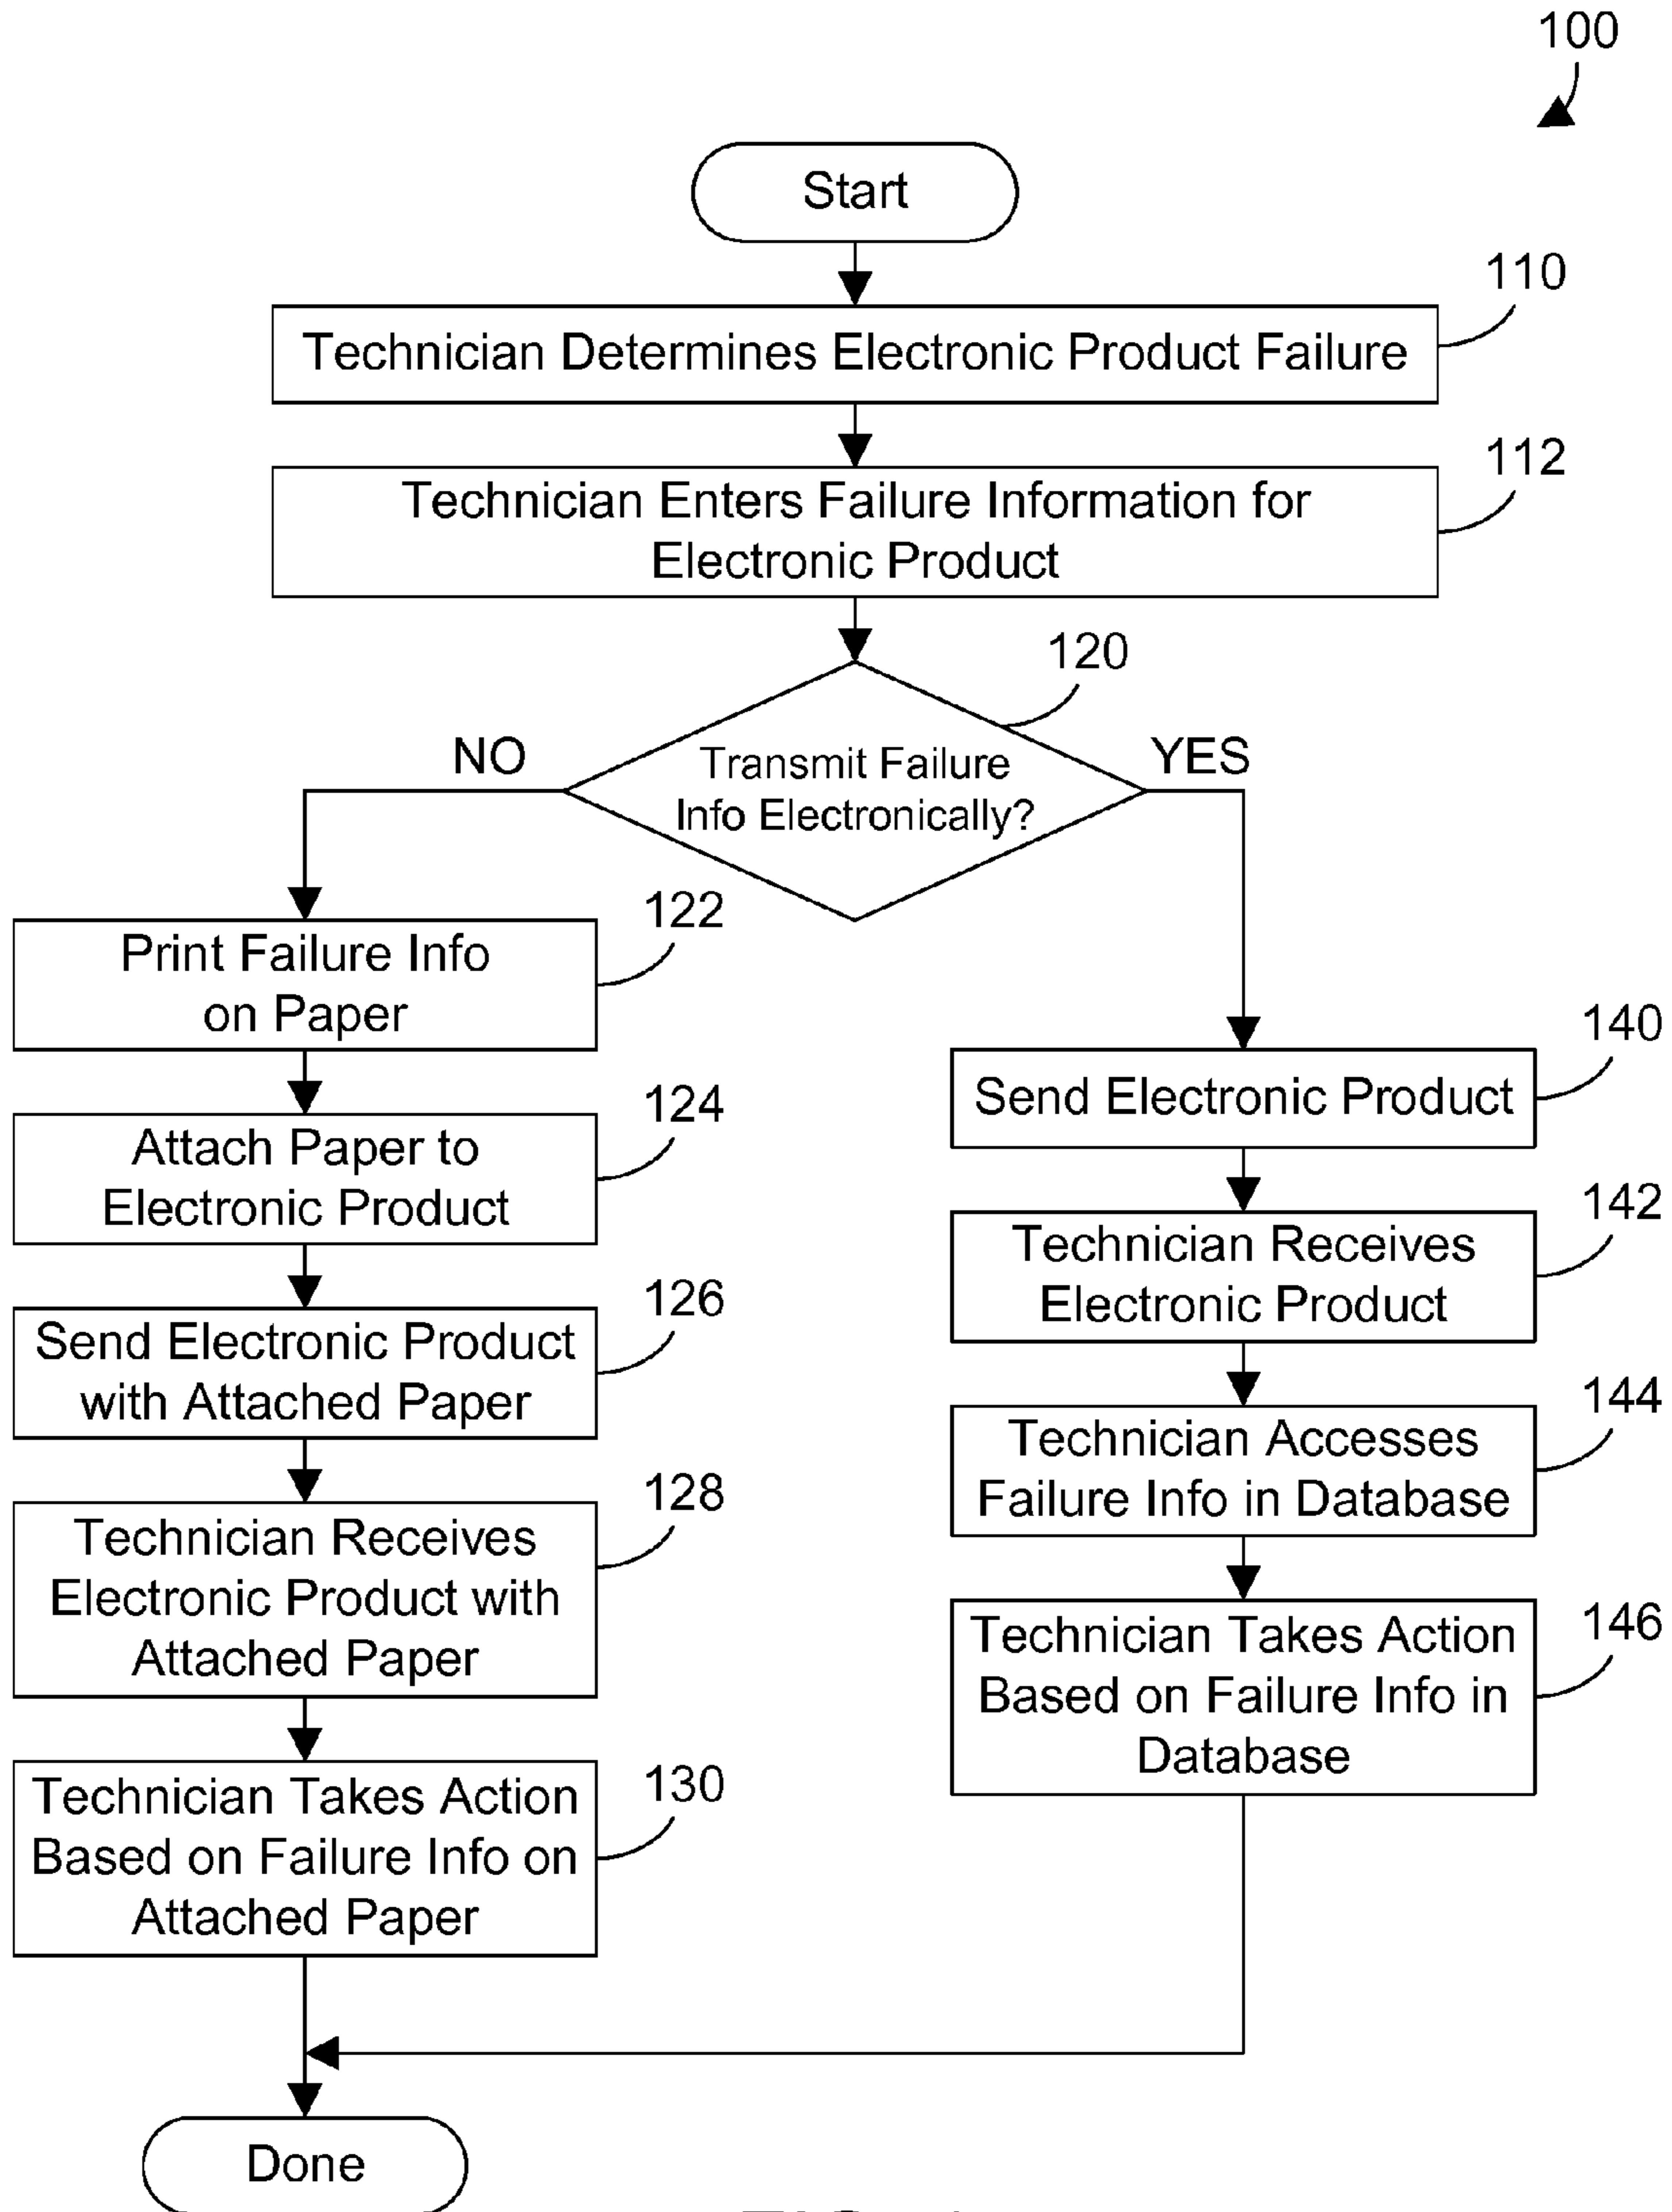 100
Start
110
Technician Determines Electronic Product Failure
112
Technician Enters Failure Information for
Electronic Product
120
NO
Transmit Failure
Info Electronically?
YES
122
Print Failure Info
on Paper
124
Attach Paper to
Electronic Product
126
Send Electronic Product
with Attached Paper
128
Technician Receives
Electronic Product with
Attached Paper
130
Technician Takes Action
Based on Failure Info on
Attached Paper
140
Send Electronic Product
142
Technician Receives
Electronic Product
144
Technician Accesses
Failure Info in Database
146
Technician Takes Action
Based on Failure Info in
Database
Done